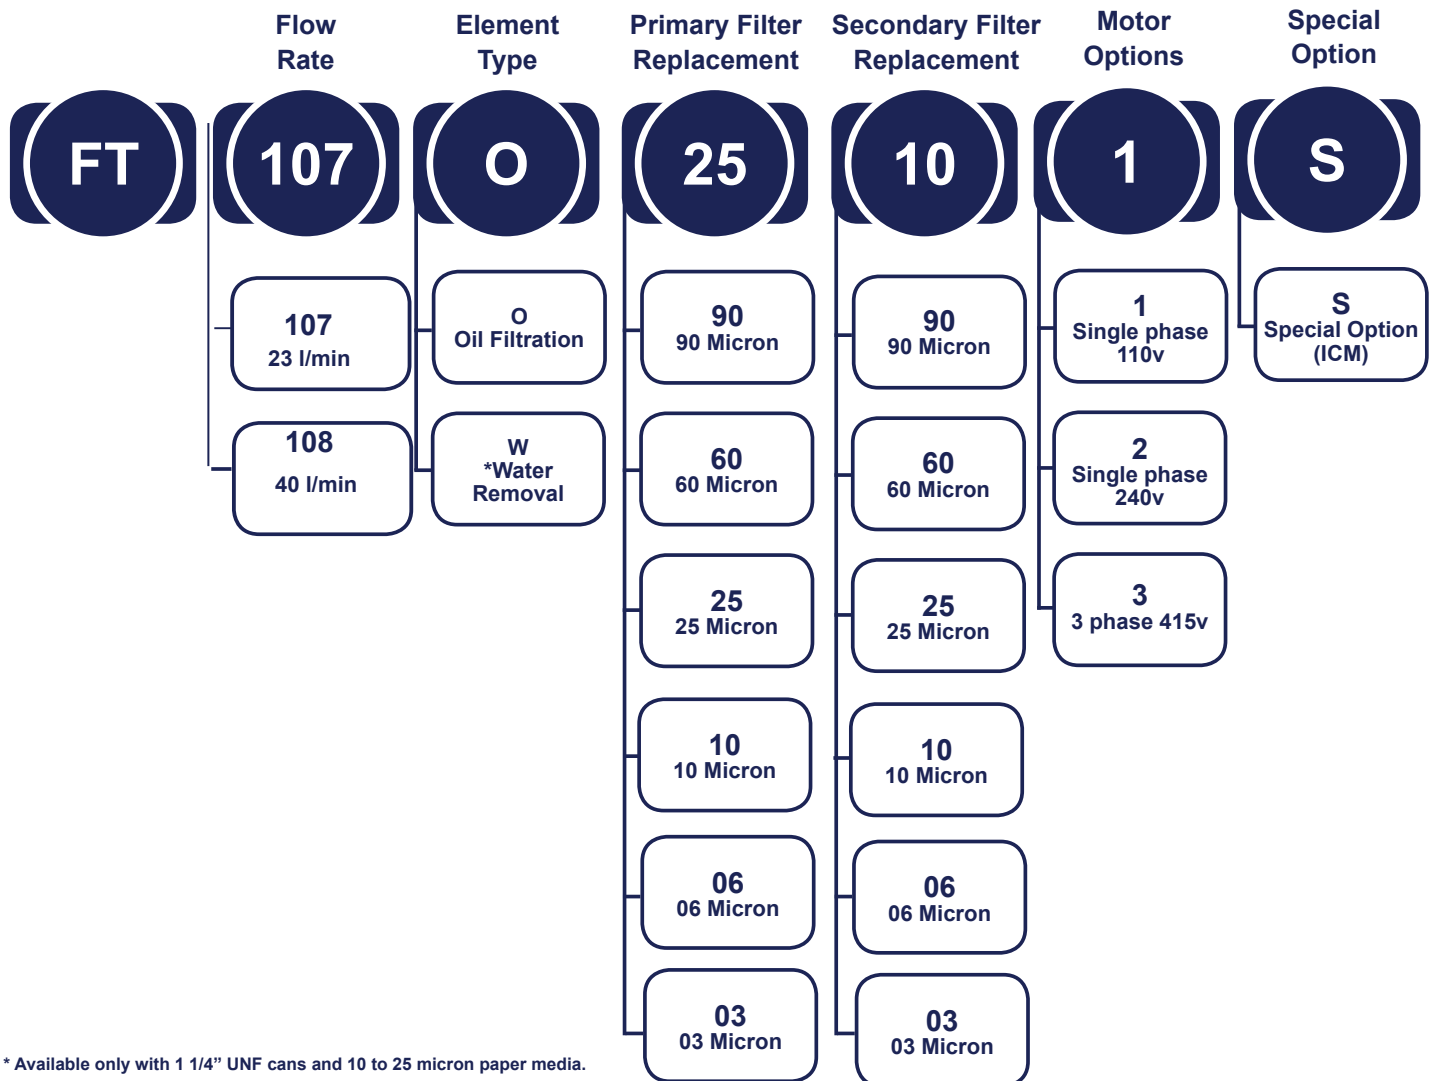 Flow
Rate
Element
Type
Primary Filter
Replacement
Secondary Filter
Replacement
Motor
Options
Special
Option
FT
107
O
25
10
1
S
107
23 l/min
108
40 l/min
O
Oil Filtration
W
*Water
Removal
90
90 Micron
60
60 Micron
25
25 Micron
10
10 Micron
06
06 Micron
03
03 Micron
90
90 Micron
60
60 Micron
25
25 Micron
10
10 Micron
06
06 Micron
03
03 Micron
1
Single phase
110v
2
Single phase
240v
3
3 phase 415v
S
Special Option
(ICM)
* Available only with 1 1/4” UNF cans and 10 to 25 micron paper media.